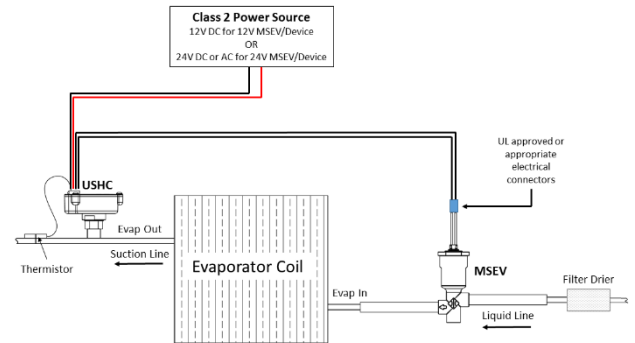 Class 2 Power Source
12V DC for 12V MSEV/Device
OR
24V DC or AC for 24V MSEV/Device
UL approved or
appropriate
electrical
connectors
USHC
Evap Out
Suction Line
Thermistor
Evaporator Coil
Evap In
MSEV
Filter Drier
Liquid Line